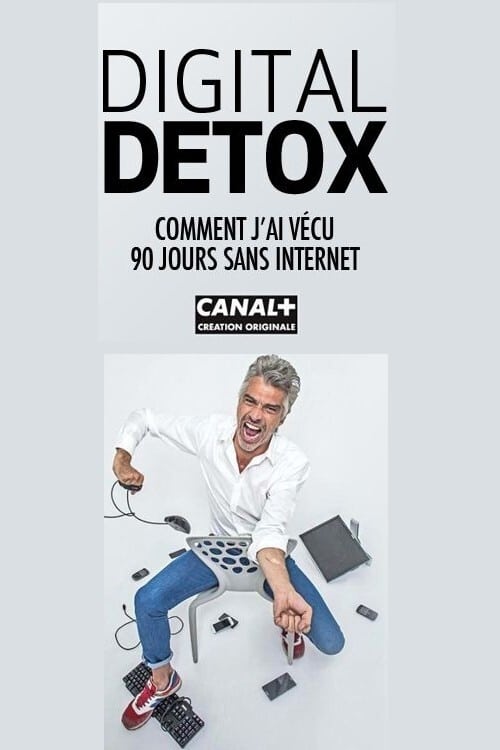 DIGITAL
DETOX
COMMENT J'AI VÉCU
90 JOURS SANS INTERNET
CANAL+
CREATION ORIGINALE